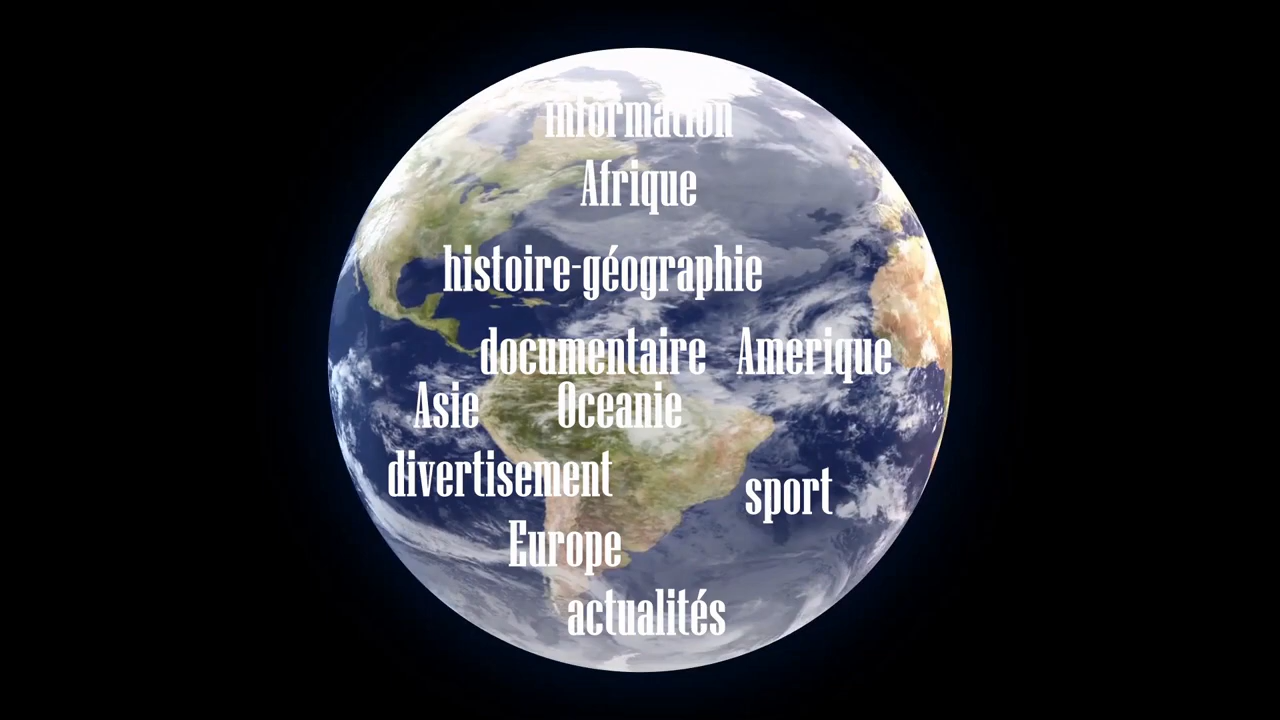 information
Afrique
histoire-géographie
documentaire Amerique
Asie Oceanie
divertisement
sport
Europe
actualités